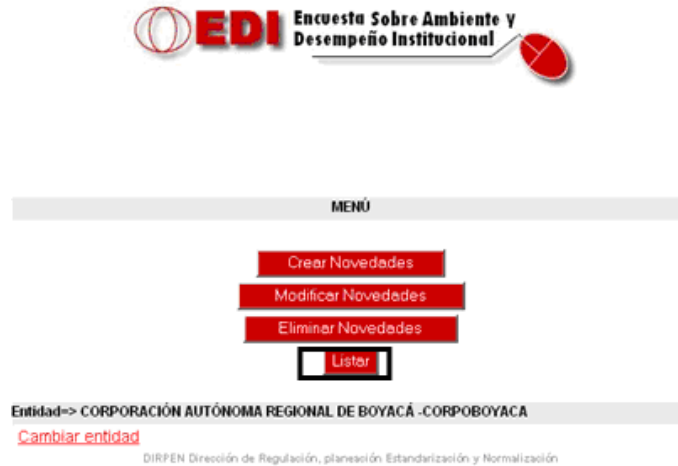 EDI Encuesta Sobre Ambiente y
Desempeño Institucional
MENÚ
Crear Novedades
Modificar Novedades
Eliminar Novedades
Listar
Entidad=> CORPORACIÓN AUTÓNOMA REGIONAL DE BOYACÁ -CORPOBOYACA
Cambiar entidad
DIRPEN Dirección de Regulación, planeación Estandarización y Normalización